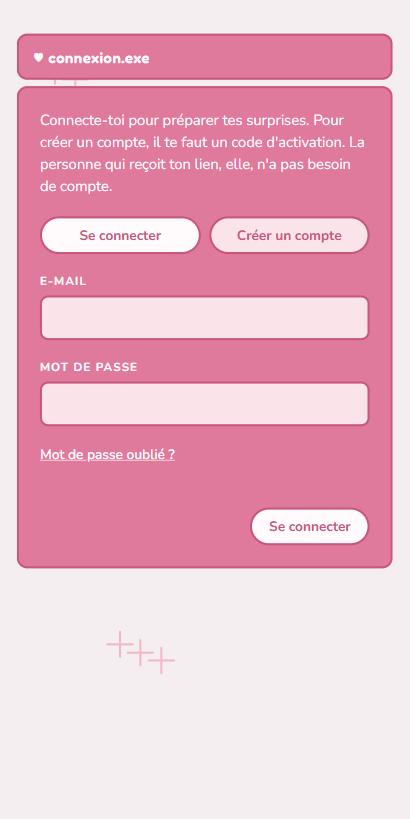 connexion.exe
Connecte-toi pour préparer tes surprises. Pour
créer un compte, il te faut un code d'activation. La
personne qui reçoit ton lien, elle, n'a pas besoin
de compte.
Se connecter
Créer un compte
E-MAIL
MOT DE PASSE
Mot de passe oublié ?
Se connecter